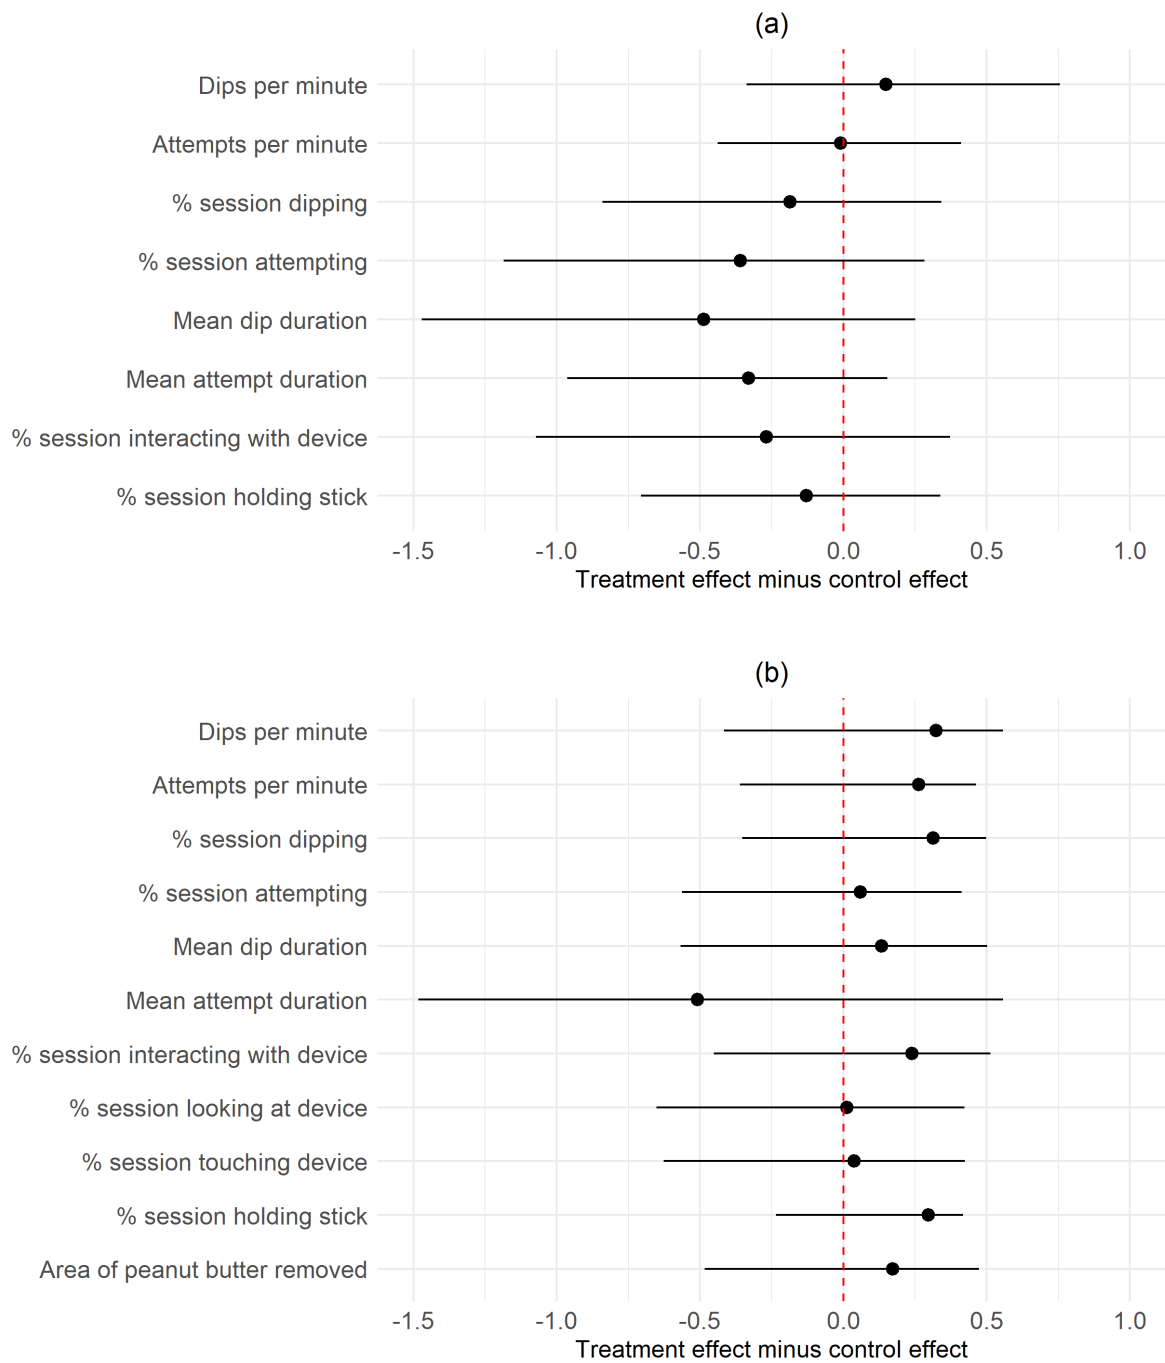 (a)
Dips per minute
Attempts per minute
% session dipping
% session attempting
Mean dip duration
Mean attempt duration
% session interacting with device
% session holding stick
-1.5 -1.0 -0.5 0.0 0.5 1.0
Treatment effect minus control effect
(b)
Dips per minute
Attempts per minute
% session dipping
% session attempting
Mean dip duration
Mean attempt duration
% session interacting with device
% session looking at device
% session touching device
% session holding stick
Area of peanut butter removed
-1.5 -1.0 -0.5 0.0 0.5 1.0
Treatment effect minus control effect